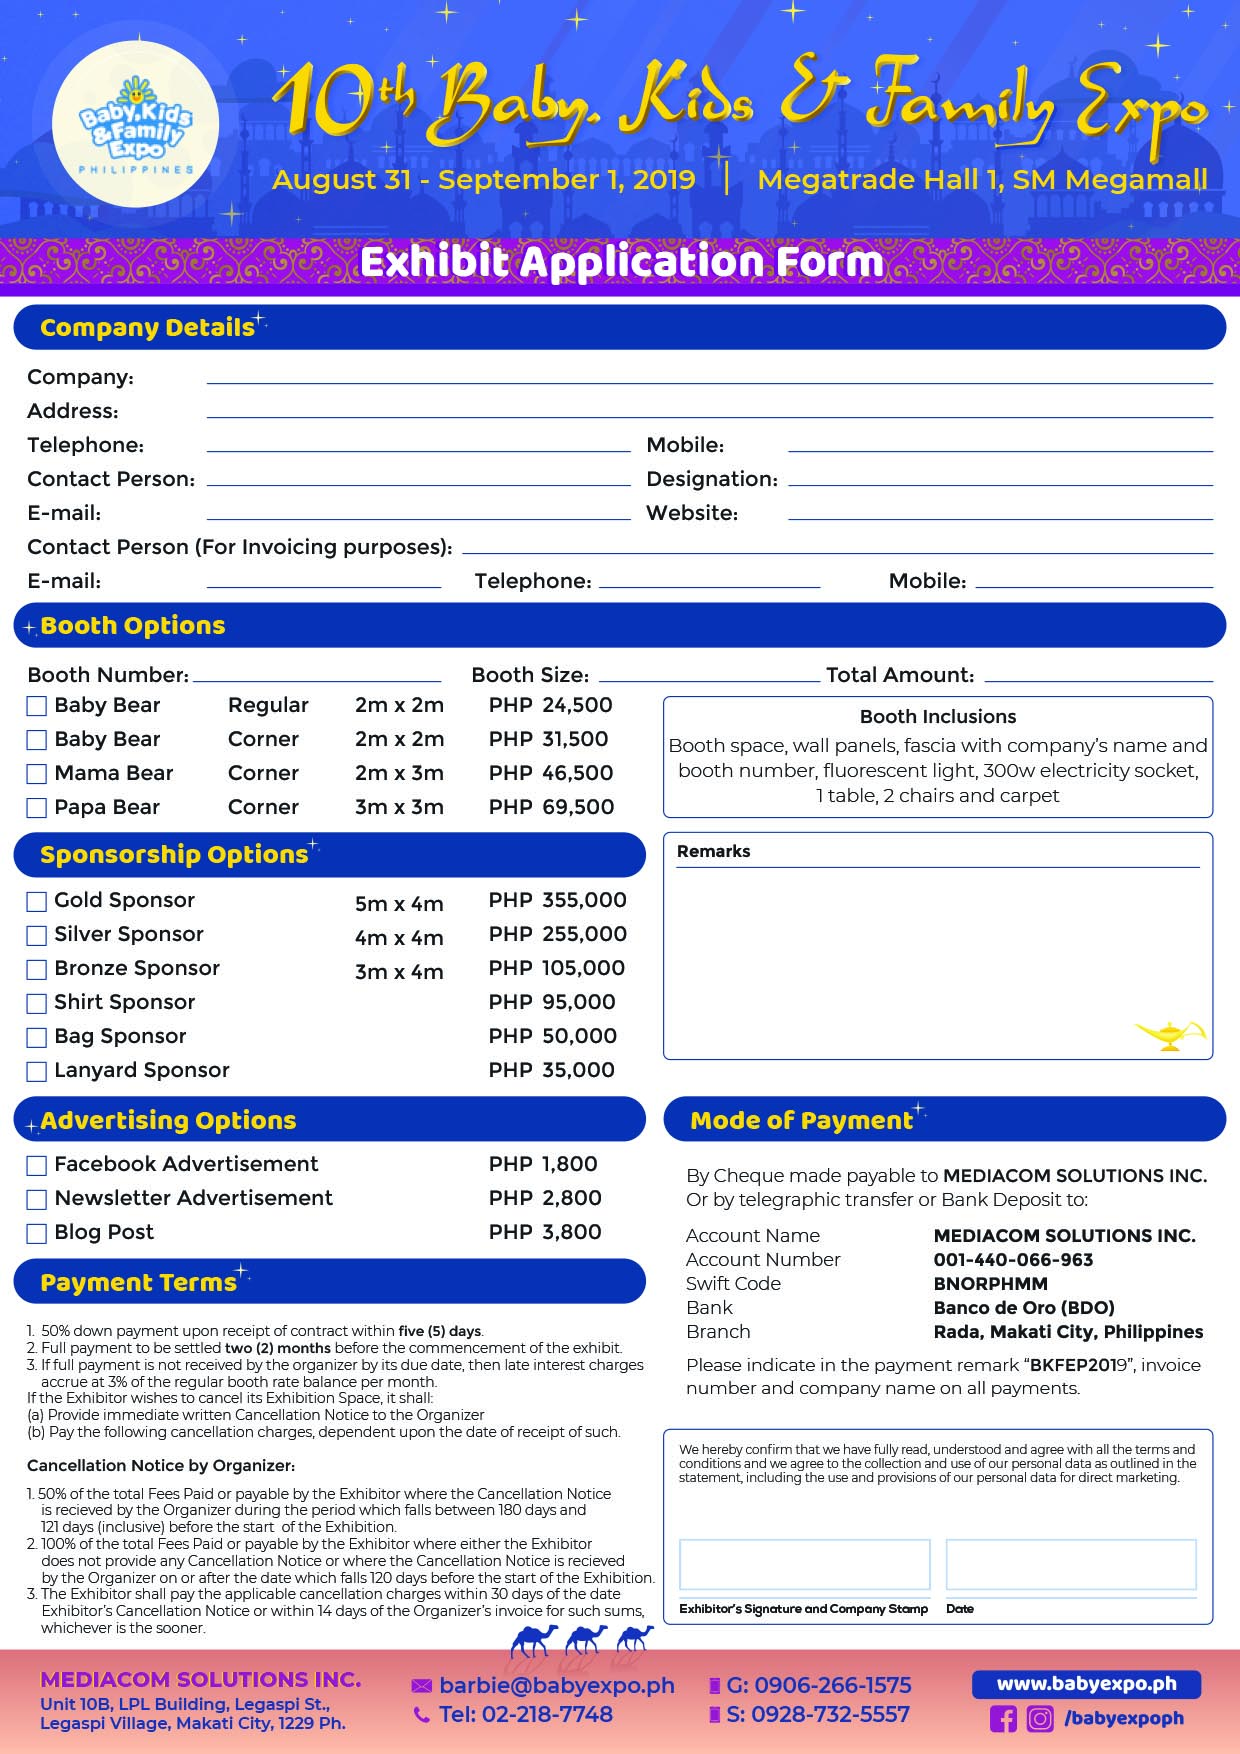 Baby, Kids
& Family
Expo
PHILIPPINES
10th Baby, Kids & Family Expo
August 31 - September 1, 2019 | Megatrade Hall 1, SM Megamall
Exhibit Application Form
Company Details
Company:
Address:
Telephone: Mobile:
Contact Person: Designation:
E-mail: Website:
Contact Person (For Invoicing purposes):
E-mail: Telephone: Mobile:
Booth Options
Booth Number: Booth Size: Total Amount:
Baby Bear Regular 2m x 2m PHP 24,500
Baby Bear Corner 2m x 2m PHP 31,500
Mama Bear Corner 2m x 3m PHP 46,500
Papa Bear Corner 3m x 3m PHP 69,500
Booth Inclusions
Booth space, wall panels, fascia with company's name and
booth number, fluorescent light, 300w electricity socket,
1 table, 2 chairs and carpet
Sponsorship Options
Gold Sponsor 5m x 4m PHP 355,000
Silver Sponsor 4m x 4m PHP 255,000
Bronze Sponsor 3m x 4m PHP 105,000
Shirt Sponsor PHP 95,000
Bag Sponsor PHP 50,000
Lanyard Sponsor PHP 35,000
Remarks
Advertising Options
Facebook Advertisement PHP 1,800
Newsletter Advertisement PHP 2,800
Blog Post PHP 3,800
Mode of Payment
By Cheque made payable to MEDIACOM SOLUTIONS INC.
Or by telegraphic transfer or Bank Deposit to:
Account Name MEDIACOM SOLUTIONS INC.
Account Number 001-440-066-963
Swift Code BNORPHMM
Bank Banco de Oro (BDO)
Branch Rada, Makati City, Philippines
Please indicate in the payment remark “BKFEP2019”, invoice
number and company name on all payments.
Payment Terms
1. 50% down payment upon receipt of contract within five (5) days.
2. Full payment to be settled two (2) months before the commencement of the exhibit.
3. If full payment is not received by the organizer by its due date, then late interest charges
accrue at 3% of the regular booth rate balance per month.
If the Exhibitor wishes to cancel its Exhibition Space, it shall:
(a) Provide immediate written Cancellation Notice to the Organizer
(b) Pay the following cancellation charges, dependent upon the date of receipt of such.
Cancellation Notice by Organizer:
1. 50% of the total Fees Paid or payable by the Exhibitor where the Cancellation Notice
is recieved by the Organizer during the period which falls between 180 days and
121 days (inclusive) before the start of the Exhibition.
2. 100% of the total Fees Paid or payable by the Exhibitor where either the Exhibitor
does not provide any Cancellation Notice or where the Cancellation Notice is recieved
by the Organizer on or after the date which falls 120 days before the start of the Exhibition.
3. The Exhibitor shall pay the applicable cancellation charges within 30 days of the date
Exhibitor's Cancellation Notice or within 14 days of the Organizer's invoice for such sums,
whichever is the sooner.
We hereby confirm that we have fully read, understood and agree with all the terms and
conditions and we agree to the collection and use of our personal data as outlined in the
statement, including the use and provisions of our personal data for direct marketing.
Exhibitor's Signature and Company Stamp Date
MEDIACOM SOLUTIONS INC.
Unit 10B, LPL Building, Legaspi St.,
Legaspi Village, Makati City, 1229 Ph.
barbie@babyexpo.ph
Tel: 02-218-7748
G: 0906-266-1575
S: 0928-732-5557
www.babyexpo.ph
/babyexpoph